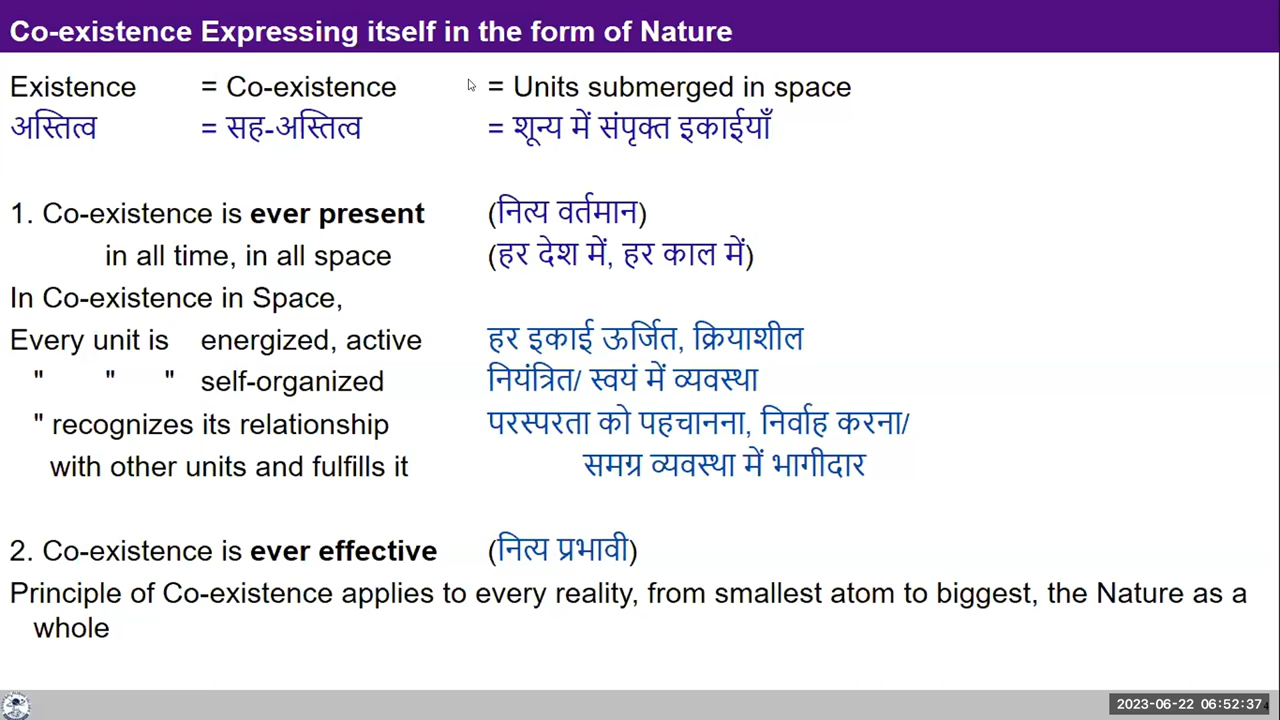 Co-existence Expressing itself in the form of Nature
Existence = Co-existence = Units submerged in space
अस्तित्व = सह-अस्तित्व = शून्य में संपृक्त इकाईयाँ
1. Co-existence is ever present (नित्य वर्तमान)
in all time, in all space (हर देश में, हर काल में)
In Co-existence in Space,
Every unit is energized, active हर इकाई ऊर्जित, क्रियाशील
" " " self-organized नियंत्रित/ स्वयं में व्यवस्था
" recognizes its relationship परस्परता को पहचानना, निर्वाह करना/
with other units and fulfills it समग्र व्यवस्था में भागीदार
2. Co-existence is ever effective (नित्य प्रभावी)
Principle of Co-existence applies to every reality, from smallest atom to biggest, the Nature as a
whole
2023-06-22 06:52:37